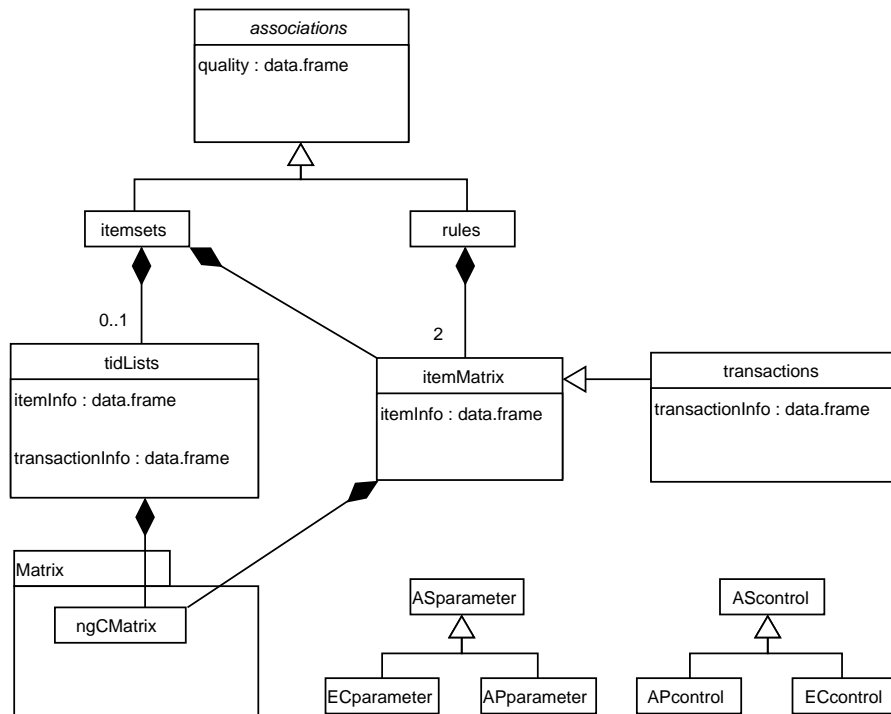 associations
quality : data.frame
itemsets
rules
0..1
2
tidLists
itemInfo : data.frame
transactionInfo : data.frame
itemMatrix
itemInfo : data.frame
transactions
transactionInfo : data.frame
Matrix
ngCMatrix
ASparameter
ECparameter
APparameter
AScontrol
APcontrol
ECcontrol